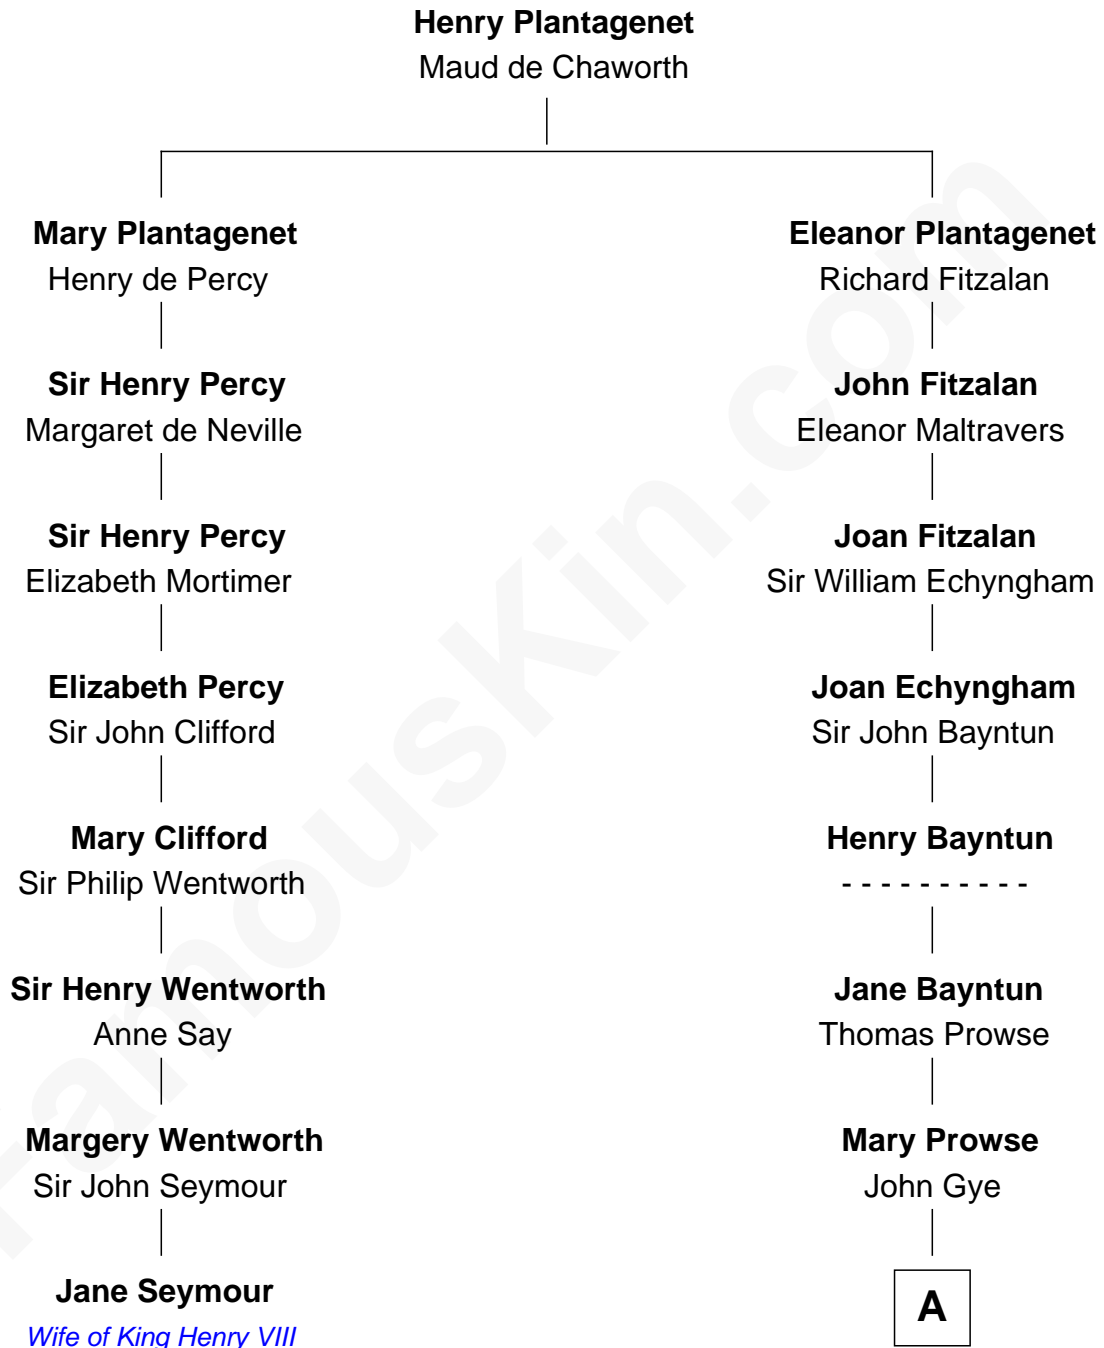 Henry Plantagenet
Maud de Chaworth
Mary Plantagenet
Henry de Percy
Eleanor Plantagenet
Richard Fitzalan
Sir Henry Percy
Margaret de Neville
John Fitzalan
Eleanor Maltravers
Sir Henry Percy
Elizabeth Mortimer
Joan Fitzalan
Sir William Echyngham
Elizabeth Percy
Sir John Clifford
Joan Echyngham
Sir John Bayntun
Mary Clifford
Sir Philip Wentworth
Henry Bayntun
- - - - - - - - - -
Sir Henry Wentworth
Anne Say
Jane Bayntun
Thomas Prowse
Margery Wentworth
Sir John Seymour
Mary Prowse
John Gye
Jane Seymour
Wife of King Henry VIII
A
FamousKin.com